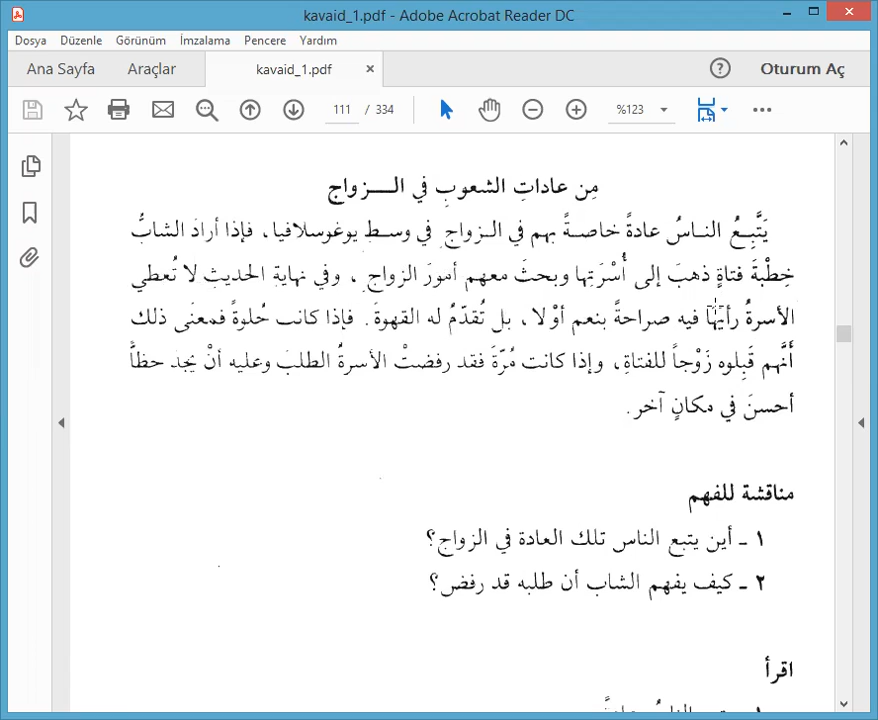 kavaid_1.pdf - Adobe Acrobat Reader DC
Dosya Düzenle Görünüm İmzalama Pencere Yardım
Ana Sayfa Araçlar kavaid_1.pdf × ? Oturum Aç
111 / 334 %123
مِن عاداتِ الشعوبِ في الـــزواج
يَتَّبِعُ النـاسُ عادةً خاصـةً بهم في الـزواجِ في وسـطِ يوغوسلافيا، فإذا أرادَ الشابُّ
خِطْبةَ فتاةٍ ذهبَ إلى أُسْرَتِها وبحثَ معهم أمورَ الزواجِ، وفي نهايةِ الحديثِ لا تُعطي
الأسرةُ رأيَها فيه صراحةً بنعم أوْ لا، بل تُقدّمُ له القهوةَ. فإذا كانت حُلوةً فمعنَى ذلك
أَنَّهم قَبِلوه زَوْجاً للفتاةِ، وإذا كانت مُرّةً فقد رفضتْ الأسرةُ الطلبَ وعليه أنْ يجدَ حظاً
أحسنَ في مكانٍ آخر.
مناقشة للفهم
١ ـ أين يتبع الناس تلك العادة في الزواج؟
٢ ـ كيف يفهم الشاب أن طلبه قد رفض؟
اقرأ